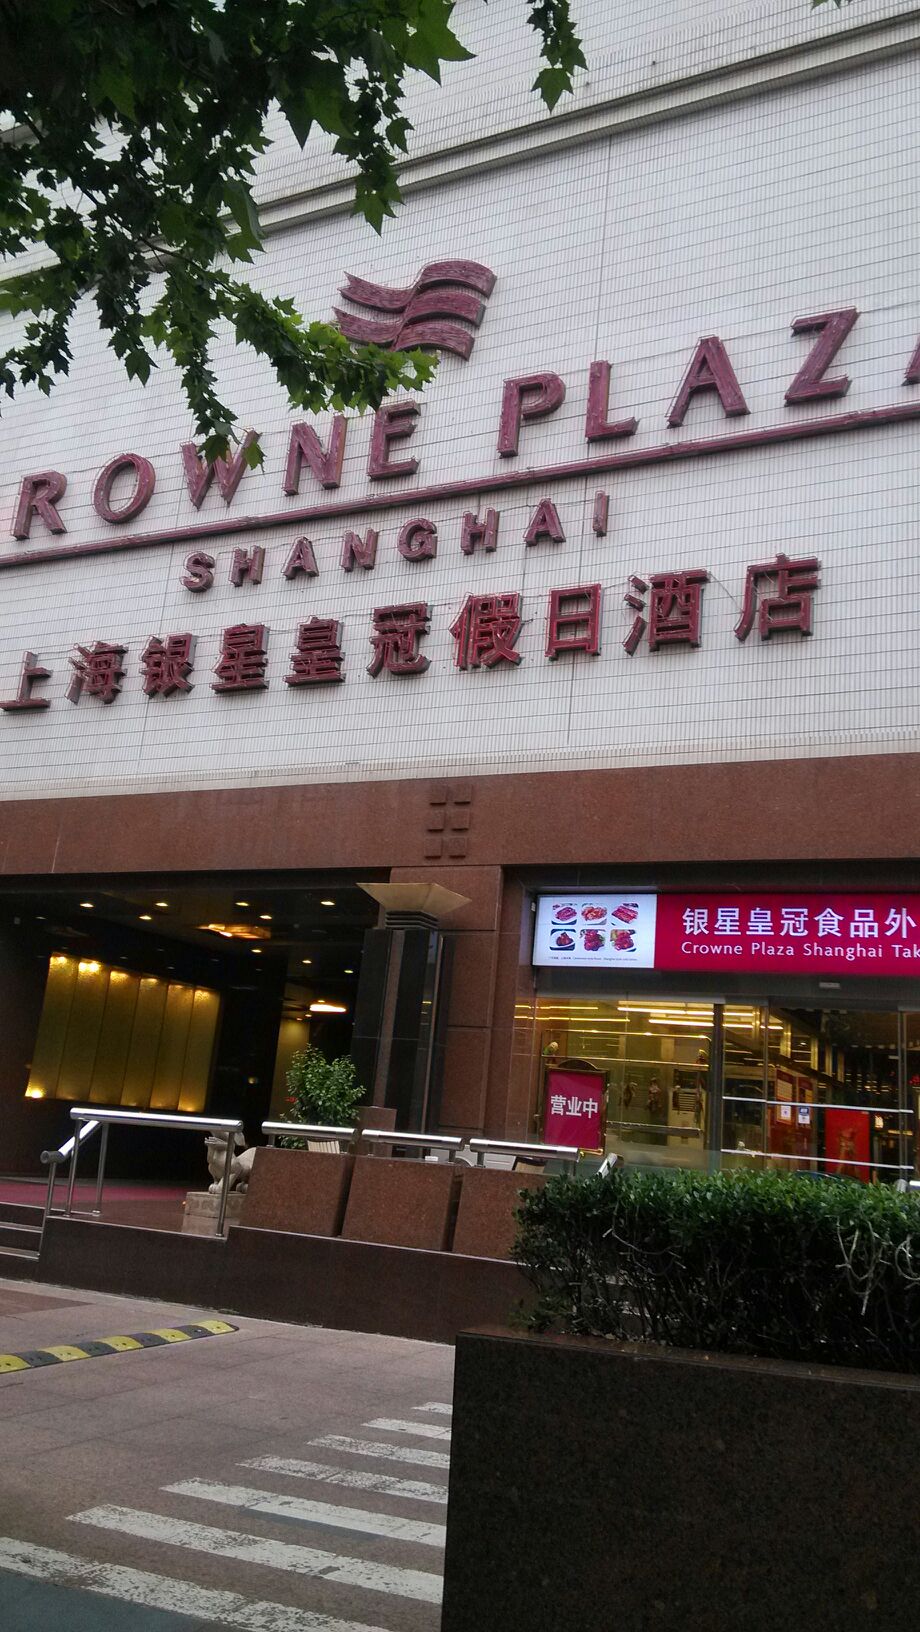 ROWNE PLAZA
SHANGHAI
上海银星皇冠假日酒店
银星皇冠食品外
Crowne Plaza Shanghai Tak
营业中